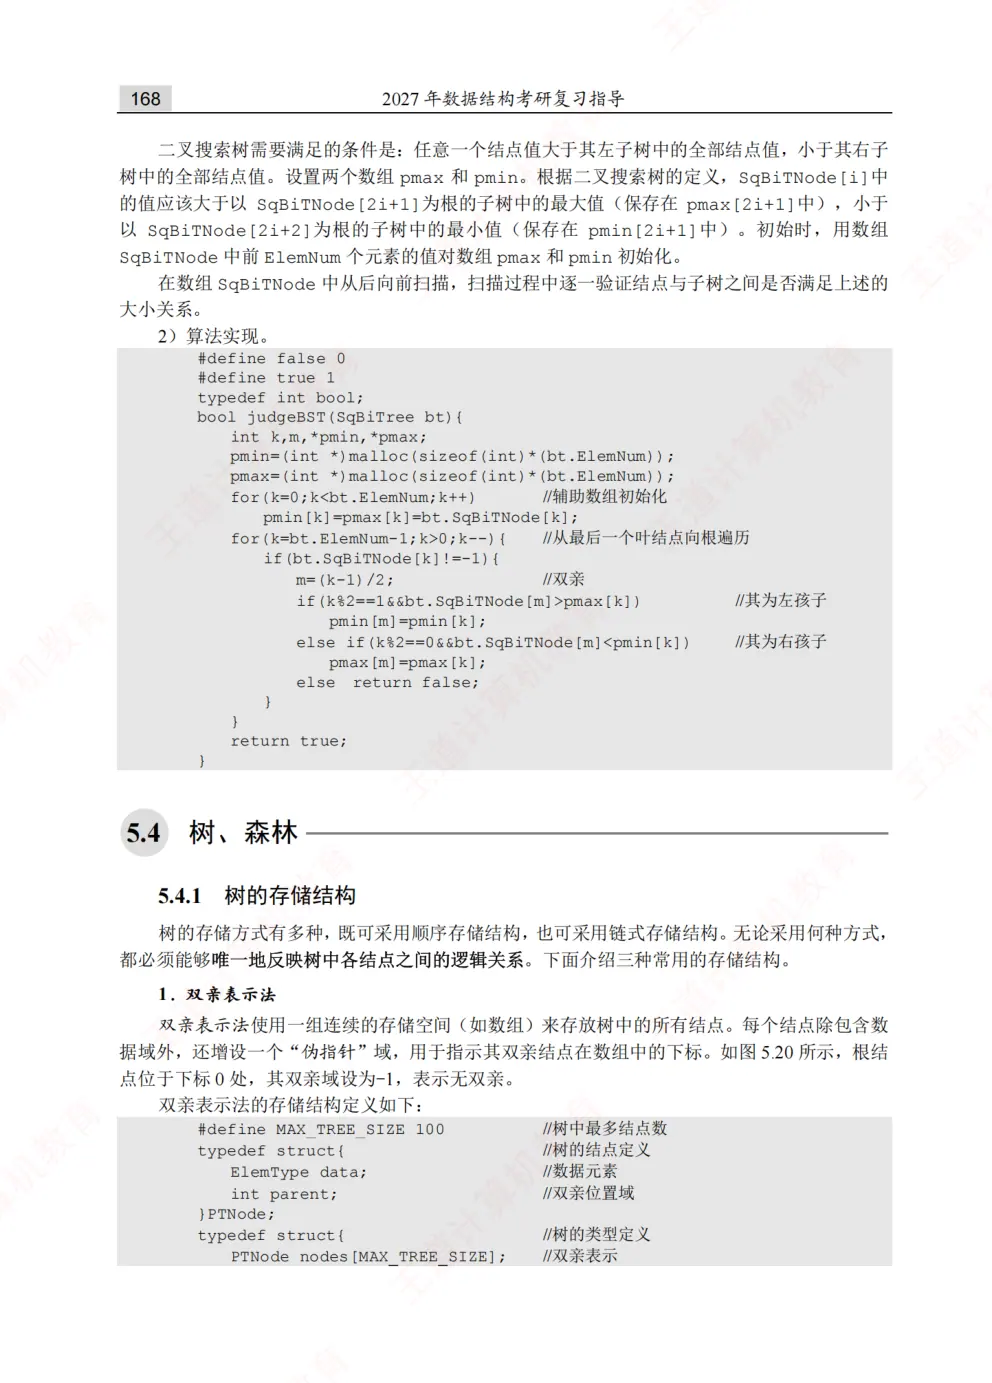 168
2027 年数据结构考研复习指导
二叉搜索树需要满足的条件是：任意一个结点值大于其左子树中的全部结点值，小于其右子
树中的全部结点值。设置两个数组 pmax 和 pmin。根据二叉搜索树的定义，SqBiTNode[i]中
的值应该大于以 SqBiTNode[2i+1]为根的子树中的最大值（保存在 pmax[2i+1]中），小于
以 SqBiTNode[2i+2]为根的子树中的最小值（保存在 pmin[2i+1]中）。初始时，用数组
SqBiTNode 中前 ElemNum 个元素的值对数组 pmax 和 pmin 初始化。
在数组 SqBiTNode 中从后向前扫描，扫描过程中逐一验证结点与子树之间是否满足上述的
大小关系。
2）算法实现。
#define false 0
#define true 1
typedef int bool;
bool judgeBST(SqBiTree bt){
int k,m,*pmin,*pmax;
pmin=(int *)malloc(sizeof(int)*(bt.ElemNum));
pmax=(int *)malloc(sizeof(int)*(bt.ElemNum));
for(k=0;k<bt.ElemNum;k++) //辅助数组初始化
pmin[k]=pmax[k]=bt.SqBiTNode[k];
for(k=bt.ElemNum-1;k>0;k--){ //从最后一个叶结点向根遍历
if(bt.SqBiTNode[k]!=-1){
m=(k-1)/2; //双亲
if(k%2==1&&bt.SqBiTNode[m]>pmax[k]) //其为左孩子
pmin[m]=pmin[k];
else if(k%2==0&&bt.SqBiTNode[m]<pmin[k]) //其为右孩子
pmax[m]=pmax[k];
else return false;
}
}
return true;
}
5.4 树、森林
5.4.1 树的存储结构
树的存储方式有多种，既可采用顺序存储结构，也可采用链式存储结构。无论采用何种方式，
都必须能够唯一地反映树中各结点之间的逻辑关系。下面介绍三种常用的存储结构。
1．双亲表示法
双亲表示法使用一组连续的存储空间（如数组）来存放树中的所有结点。每个结点除包含数
据域外，还增设一个“伪指针”域，用于指示其双亲结点在数组中的下标。如图 5.20 所示，根结
点位于下标 0 处，其双亲域设为-1，表示无双亲。
双亲表示法的存储结构定义如下：
#define MAX_TREE_SIZE 100 //树中最多结点数
typedef struct{ //树的结点定义
ElemType data; //数据元素
int parent; //双亲位置域
}PTNode;
typedef struct{ //树的类型定义
PTNode nodes[MAX_TREE_SIZE]; //双亲表示
王道计算机教育